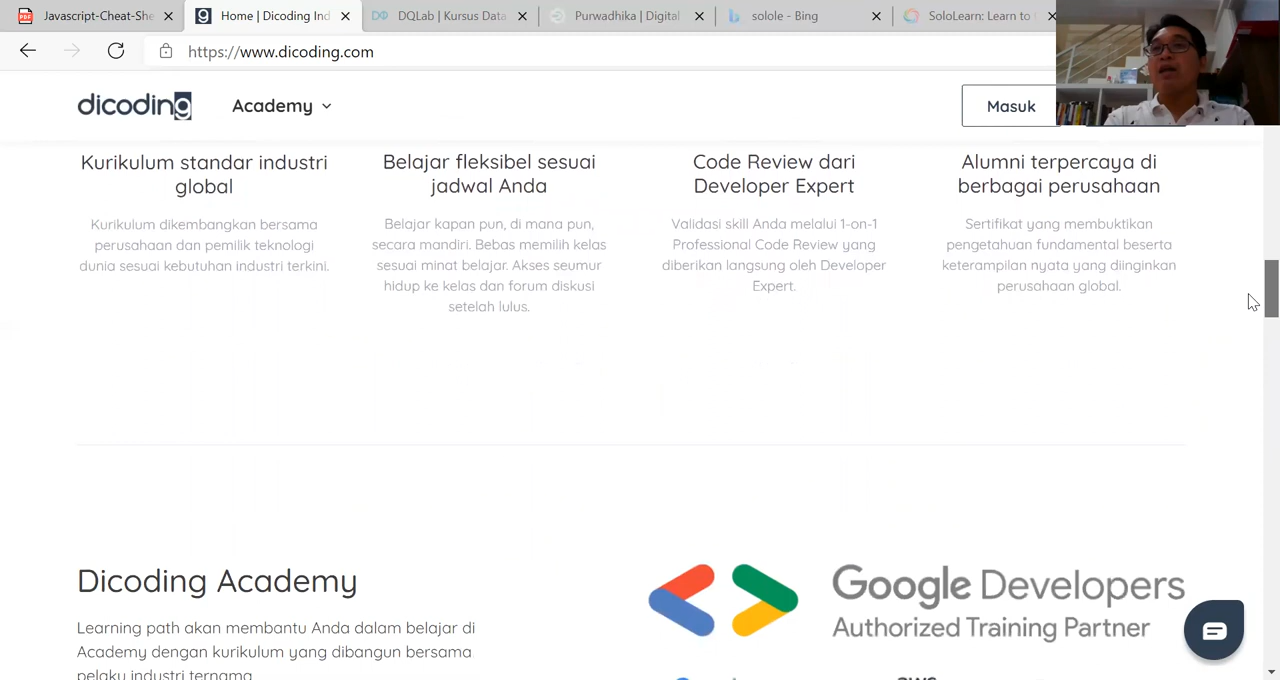 Javascript-Cheat-She
Home | Dicoding Ind
DQLab | Kursus Data
Purwadhika | Digital
solole - Bing
SoloLearn: Learn to
https://www.dicoding.com
dicoding
Academy
Masuk
Kurikulum standar industri
global
Kurikulum dikembangkan bersama
perusahaan dan pemilik teknologi
dunia sesuai kebutuhan industri terkini.
Belajar fleksibel sesuai
jadwal Anda
Belajar kapan pun, di mana pun,
secara mandiri. Bebas memilih kelas
sesuai minat belajar. Akses seumur
hidup ke kelas dan forum diskusi
setelah lulus.
Code Review dari
Developer Expert
Validasi skill Anda melalui 1-on-1
Professional Code Review yang
diberikan langsung oleh Developer
Expert.
Alumni terpercaya di
berbagai perusahaan
Sertifikat yang membuktikan
pengetahuan fundamental beserta
keterampilan nyata yang diinginkan
perusahaan global.
Dicoding Academy
Learning path akan membantu Anda dalam belajar di
Academy dengan kurikulum yang dibangun bersama
pelaku industri ternama
Google Developers
Authorized Training Partner